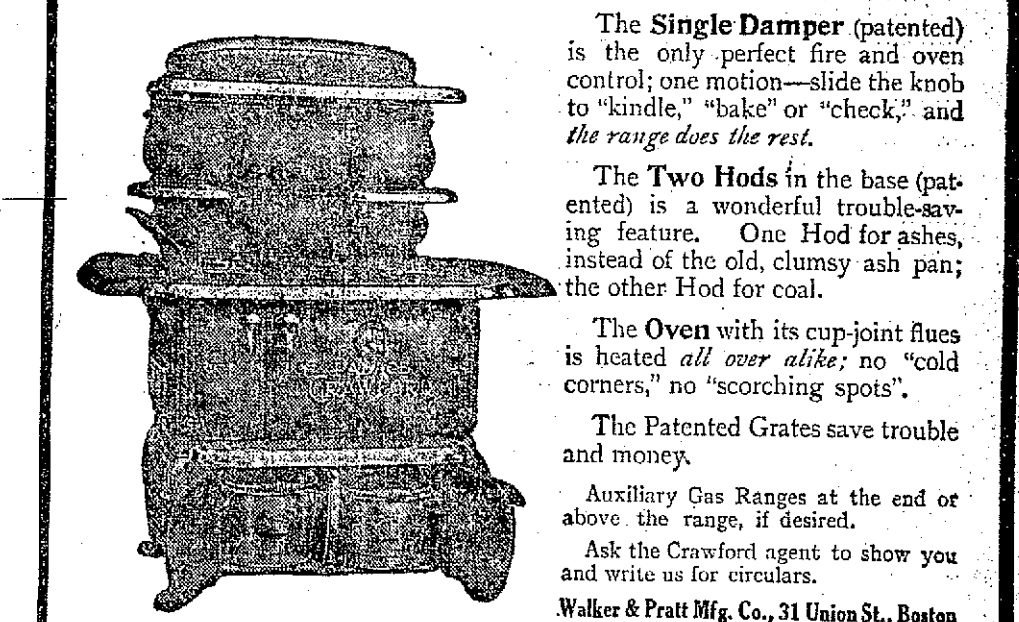 The Single Damper (patented)
is the only perfect fire and oven
control; one motion—slide the knob
to "kindle," "bake" or "check," and
the range does the rest.
The Two Hods in the base (pat-
ented) is a wonderful trouble-sav-
ing feature. One Hod for ashes,
instead of the old, clumsy ash pan;
the other Hod for coal.
The Oven with its cup-joint flues
is heated all over alike; no "cold
corners," no "scorching spots".
The Patented Grates save trouble
and money.
Auxiliary Gas Ranges at the end or
above the range, if desired.
Ask the Crawford agent to show you
and write us for circulars.
Walker & Pratt Mfg. Co., 31 Union St., Boston
CRAWFORD